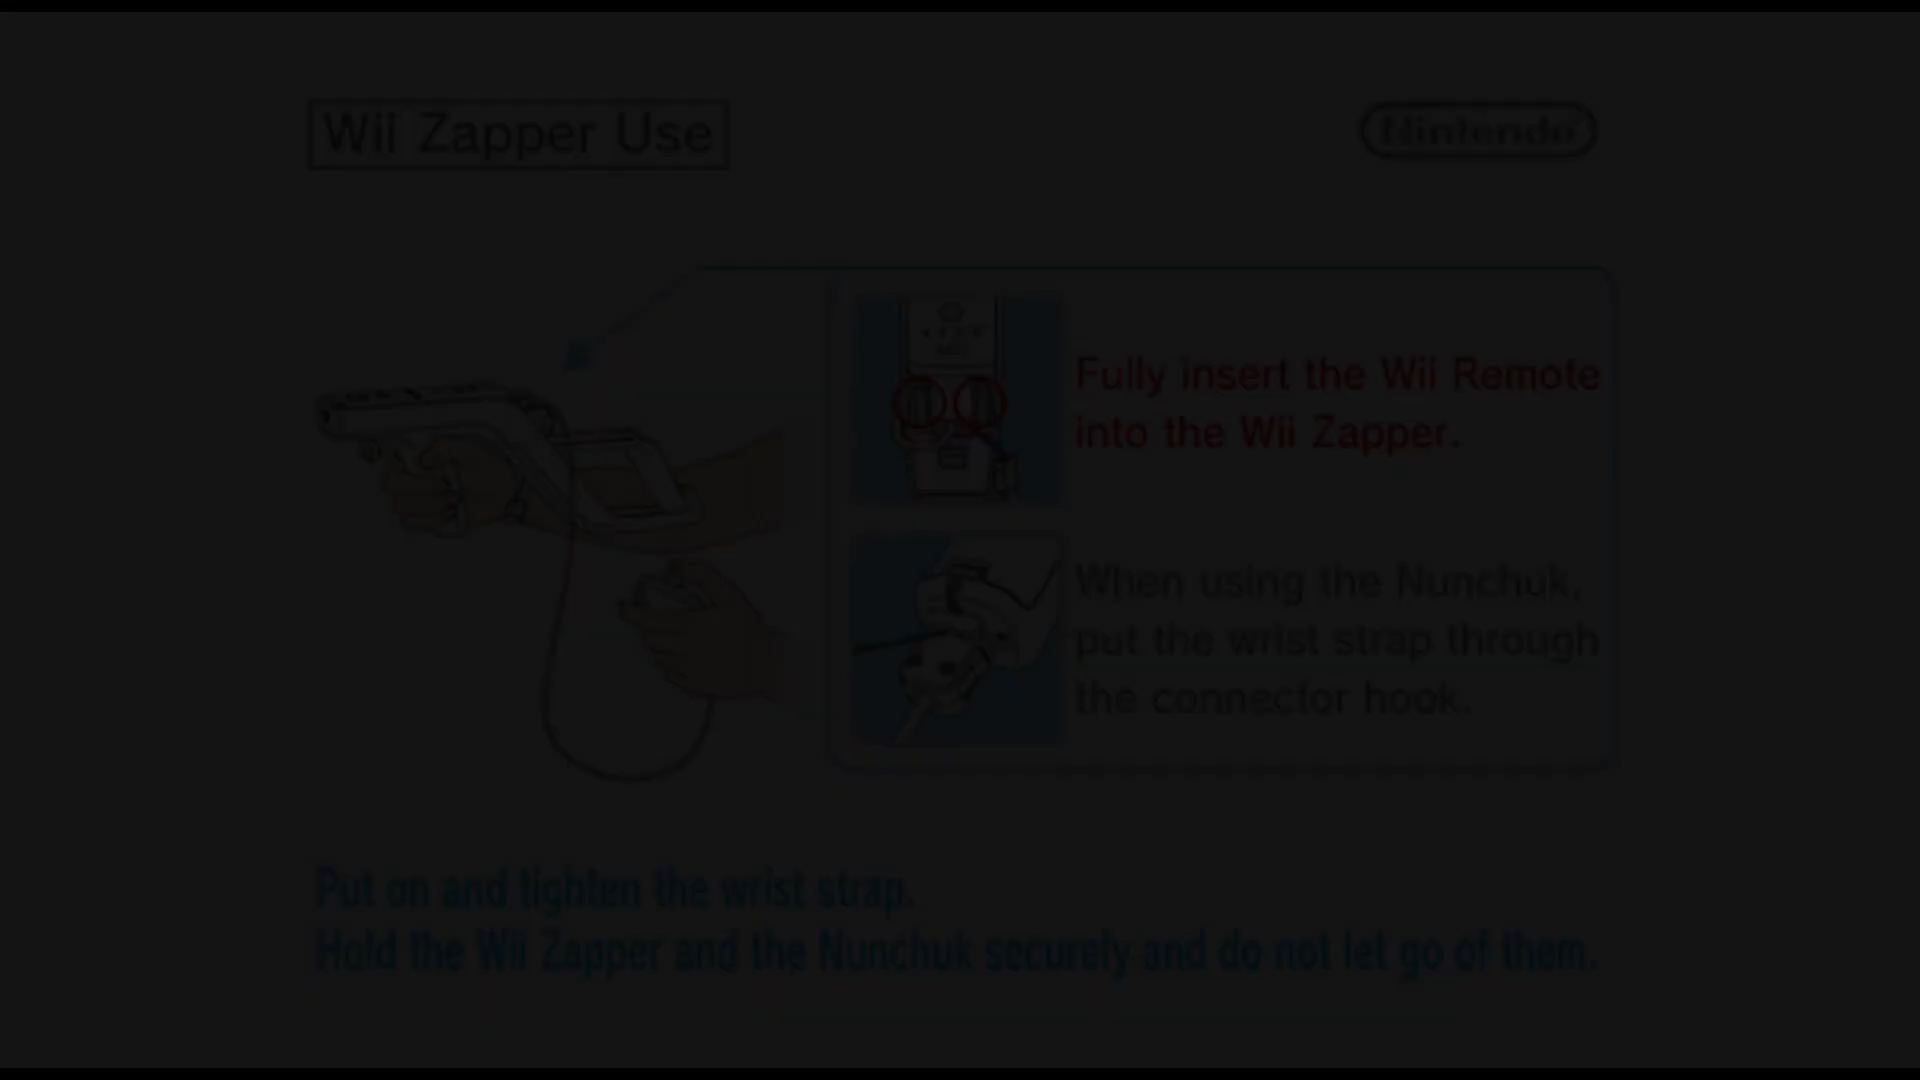 Wii Zapper Use
Nintendo
Fully insert the Wii Remote
into the Wii Zapper.
When using the Nunchuk,
put the wrist strap through
the connector hook.
Put on and tighten the wrist strap.
Hold the Wii Zapper and the Nunchuk securely and do not let go of them.